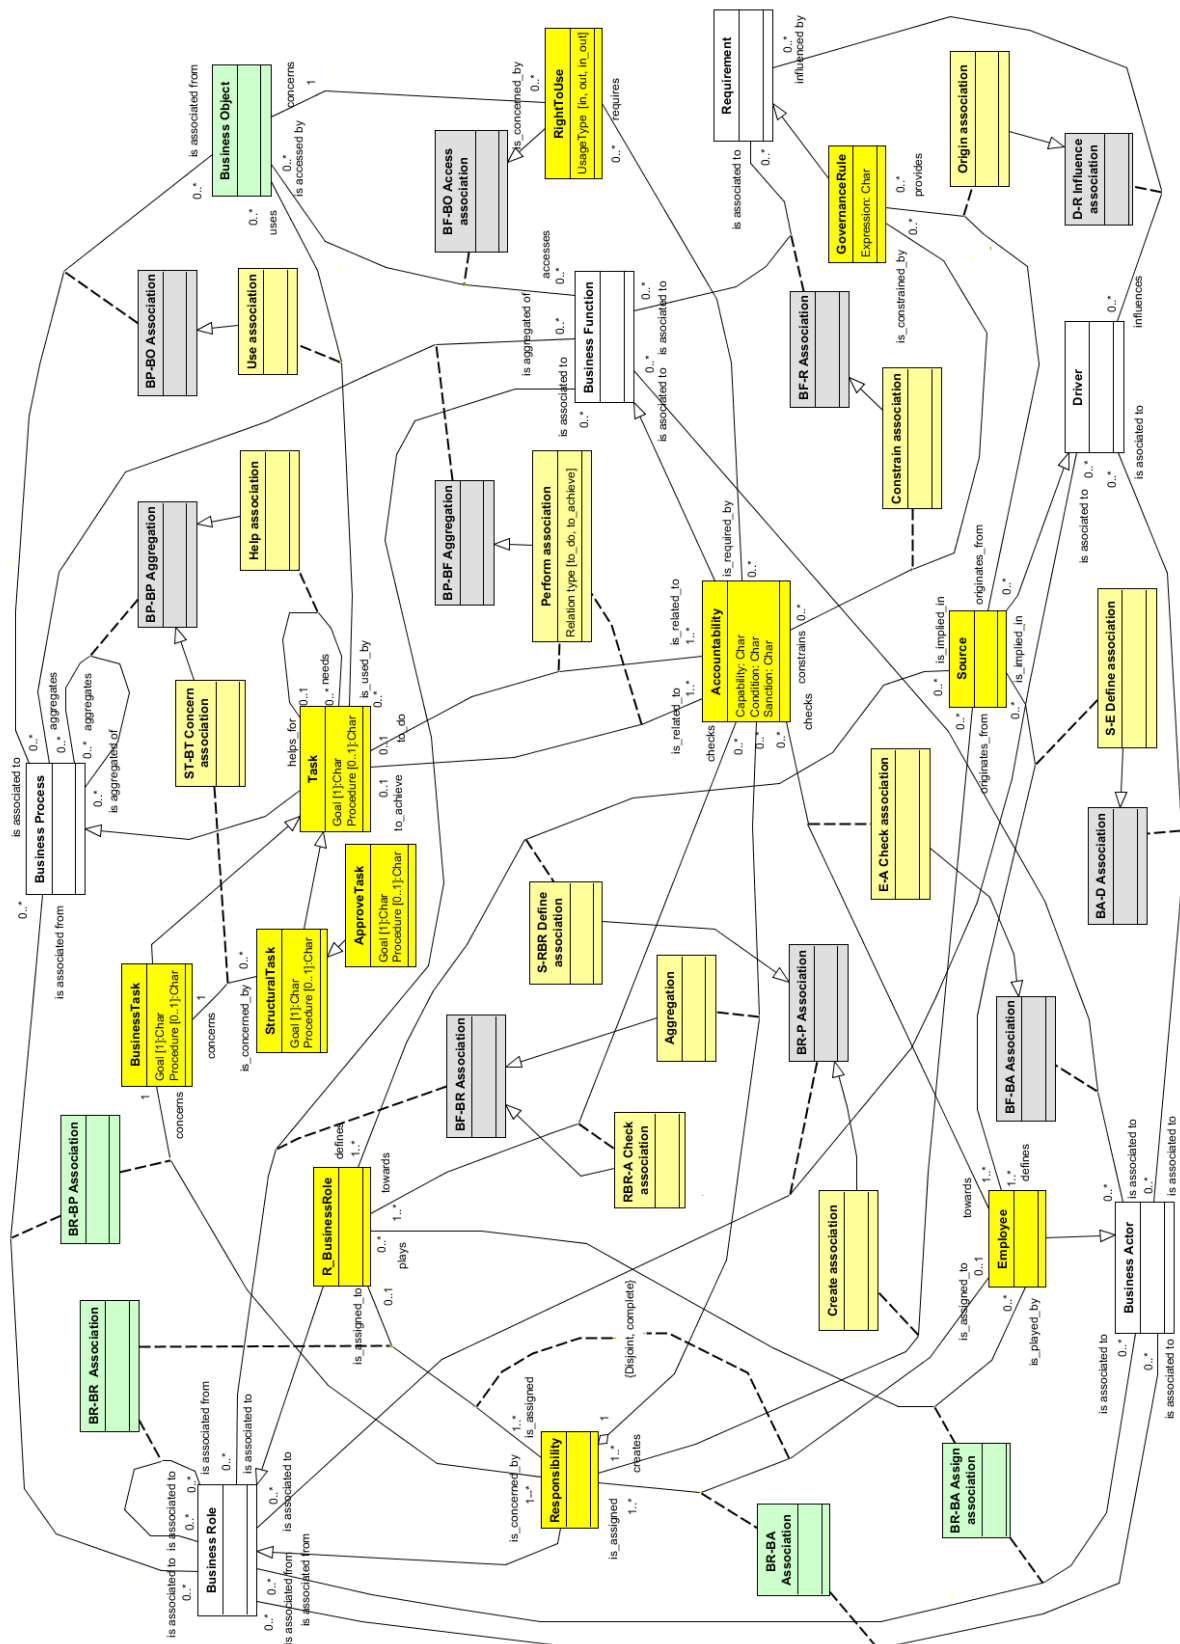 Business Object
is associated from
0..*
concerns
1
0..*
is accessed by
0..*
uses
RightToUse
UsageType [in, out, in_out]
is_concerned_by
0..*
requires
0..*
BF-BO Access
association
BP-BO Association
Use association
Requirement
0..*
influenced by
is associated to
0..*
GovernanceRule
Expression: Char
0..*
provides
0..*
is_constrained_by
Origin association
D-R Influence
association
Business Function
accesses
0..*
is aggregated of
0..*
is associated to
0..*
0..*
is asociated to
0..*
is asociated to
BF-R Association
Constrain association
Driver
0..*
influences
is asociated to
0..*
0..*
is asociated to
BP-BP Aggregation
Help association
ST-BT Concern
association
BP-BF Aggregation
Perform association
Relation type [to_do, to_achieve]
Business Process
is associated to
0..*
0..*
aggregates
0..*
aggregates
0..*
is aggregated of
0..*
is associated from
Task
Goal [1]:Char
Procedure [0..1]:Char
helps_for
0..1
0..*
needs
is_used_by
0..*
0..1
to_do
0..1
to_achieve
Accountability
Capability: Char
Condition: Char
Sanction: Char
is_related_to
1..*
is_required_by
0..*
is_related_to
1..*
0..*
constrains
checks
0..*
0..*
0..*
checks
Source
originates_from
0..*
is_implied_in
0..*
is_implied_in
0..*
0..*
originates_from
S-E Define association
BA-D Association
E-A Check association
BF-BA Association
BusinessTask
Goal [1]:Char
Procedure [0..1]:Char
1
concerns
0..*
is_concerned_by
1
concerns
StructuralTask
Goal [1]:Char
Procedure [0..1]:Char
ApproveTask
Goal [1]:Char
Procedure [0..1]:Char
S-RBR Define
association
Aggregation
BR-P Association
BF-BR Association
RBR-A Check
association
Create association
BR-BP Association
BR-BR Association
R_BusinessRole
defines
1..*
towards
1..*
0..*
plays
is_assigned_to
0..1
Employee
towards
1..*
1..*
defines
is_assigned_to
0..1
0..*
is_played_by
Business Actor
0..*
is associated to
0..*
is associated to
is associated to
0..*
0..*
is associated to
{Disjoint, complete}
Responsibility
1..*
is_assigned
1
1..*
creates
is_concerned_by
1--*
is_assigned
1..*
Business Role
is associated from
0..*
is associated to
0..*
is associated to
0..*
is associated to
is associated to
0..*
0..*
is associated from
0..*
is associated from
BR-BA
Association
BR-BA Assign
association